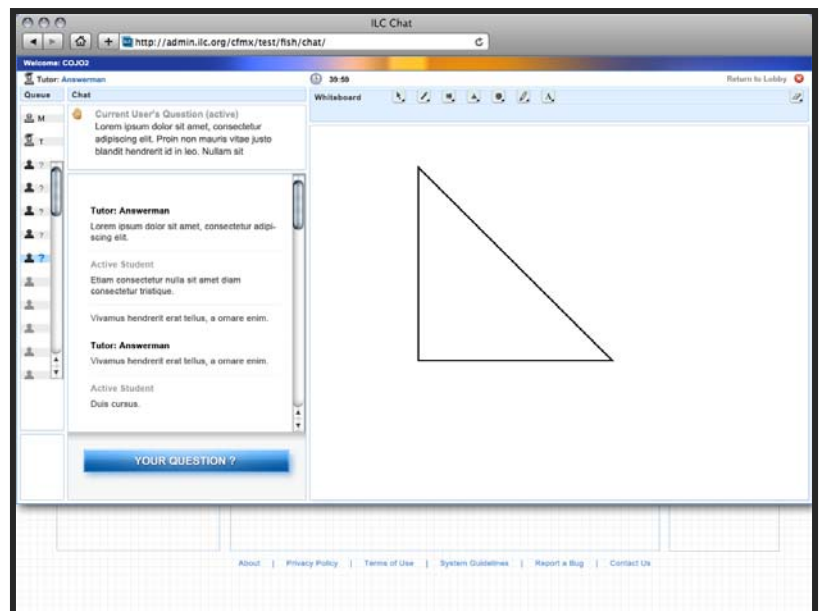 ILC Chat
http://admin.ilc.org/cfmx/test/fish/chat/
Welcome: COJO2
Tutor: Answerman
30:50
Return to Lobby
Queue
Chat
Whiteboard
M
T
?
?
?
?
?
Current User's Question (active)
Lorem ipsum dolor sit amet, consectetur
adipiscing elit. Proin non mauris vitae justo
blandit hendrerit id in leo. Nullam sit
Tutor: Answerman
Lorem ipsum dolor sit amet, consectetur adipi-
scing elit.
Active Student
Etiam consectetur nulla sit amet diam
consectetur tristique.
Vivamus hendrerit erat tellus, a ornare enim.
Tutor: Answerman
Vivamus hendrerit erat tellus, a ornare enim.
Active Student
Duis cursus.
YOUR QUESTION ?
About | Privacy Policy | Terms of Use | System Guidelines | Report a Bug | Contact Us